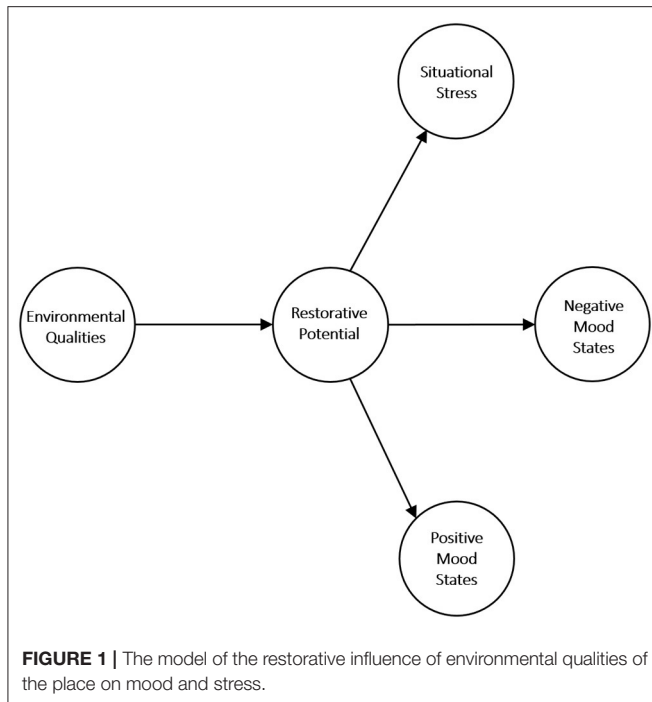 Situational
Stress
Environmental
Qualities
Restorative
Potential
Negative
Mood
States
Positive
Mood
States
FIGURE 1 | The model of the restorative influence of environmental qualities of
the place on mood and stress.